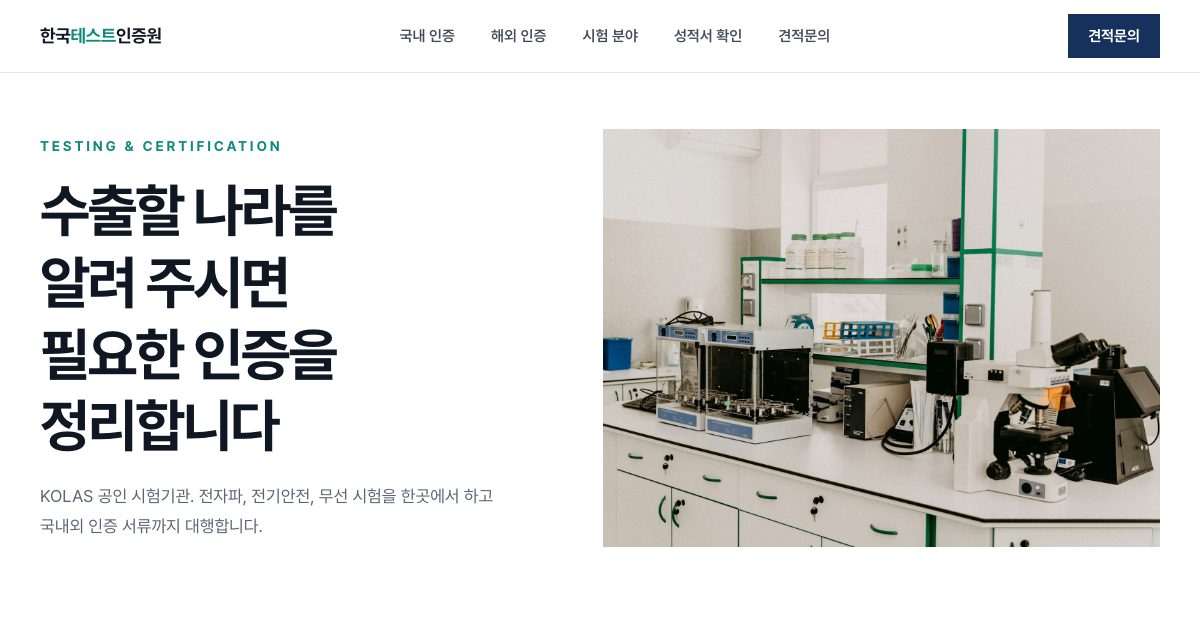 한국테스트인증원
국내 인증
해외 인증
시험 분야
성적서 확인
견적문의
견적문의
TESTING & CERTIFICATION
수출할 나라를
알려 주시면
필요한 인증을
정리합니다
KOLAS 공인 시험기관. 전자파, 전기안전, 무선 시험을 한곳에서 하고
국내외 인증 서류까지 대행합니다.